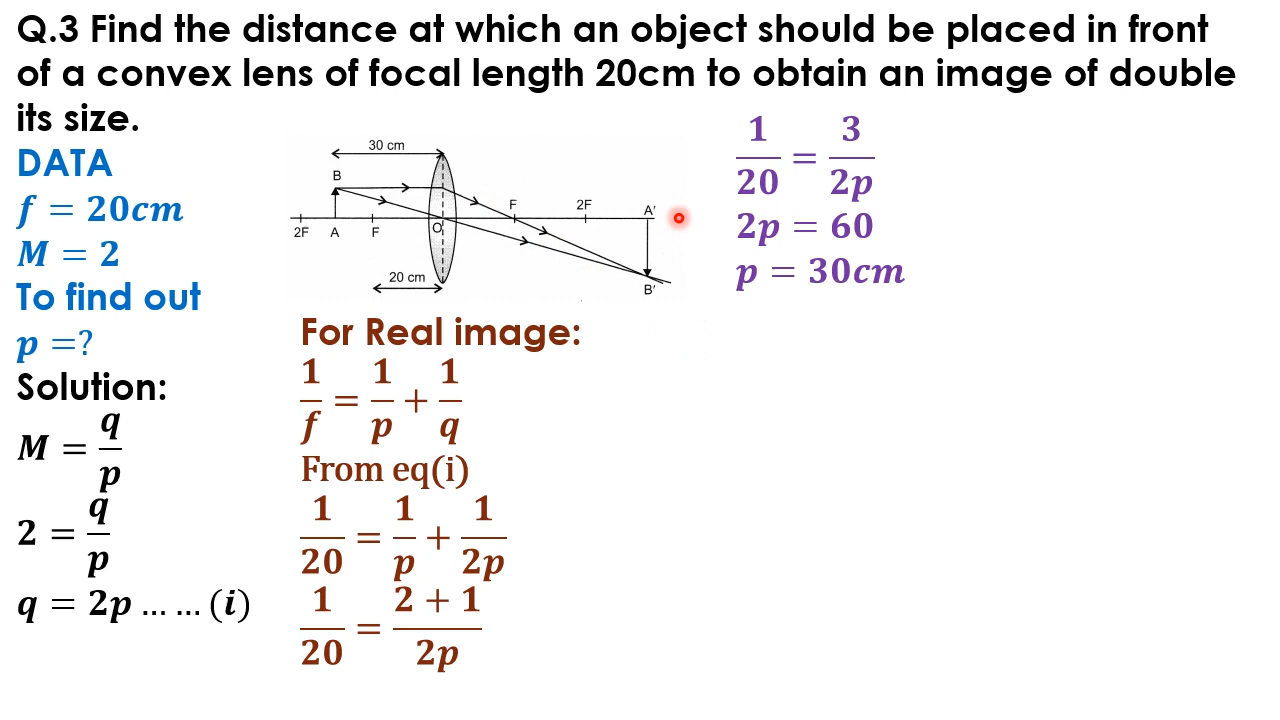 Q.3 Find the distance at which an object should be placed in front
of a convex lens of focal length 20cm to obtain an image of double
its size.
DATA
f = 20cm
M = 2
To find out
p =?
Solution:
M = q/p
2 = q/p
q = 2p … … (i)
30 cm
B
F
2F
A′
2F
A
F
O
20 cm
B′
For Real image:
1/f = 1/p + 1/q
From eq(i)
1/20 = 1/p + 1/2p
1/20 = 2 + 1/2p
1/20 = 3/2p
2p = 60
p = 30cm